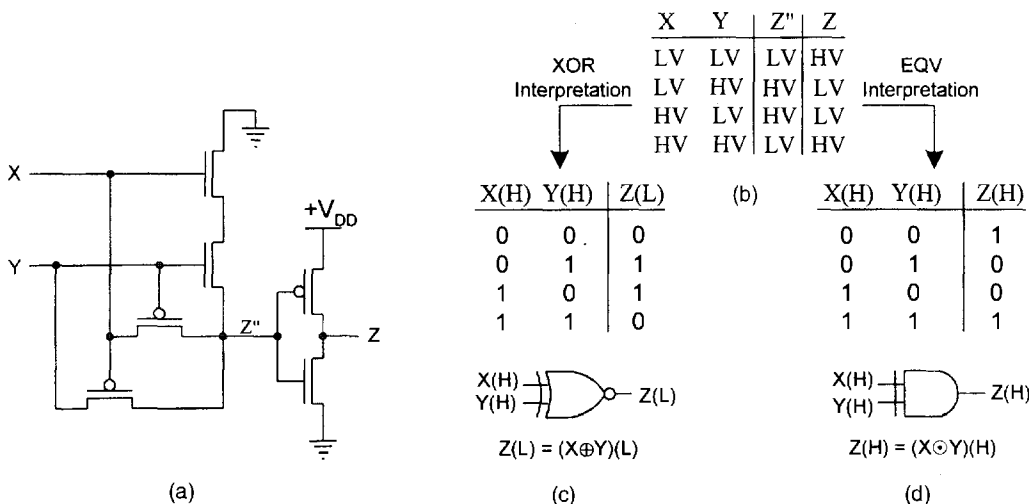 X
Y
+V_DD
Z"
Z
(a)
X Y Z" Z
LV LV LV HV
LV HV HV LV
HV LV HV LV
HV HV LV HV
(b)
XOR
Interpretation
EQV
Interpretation
X(H) Y(H) Z(L)
0 0 0
0 1 1
1 0 1
1 1 0
X(H)
Y(H)
Z(L)
Z(L) = (X⊕Y)(L)
(c)
X(H) Y(H) Z(H)
0 0 1
0 1 0
1 0 0
1 1 1
X(H)
Y(H)
Z(H)
Z(H) = (X⊙Y)(H)
(d)